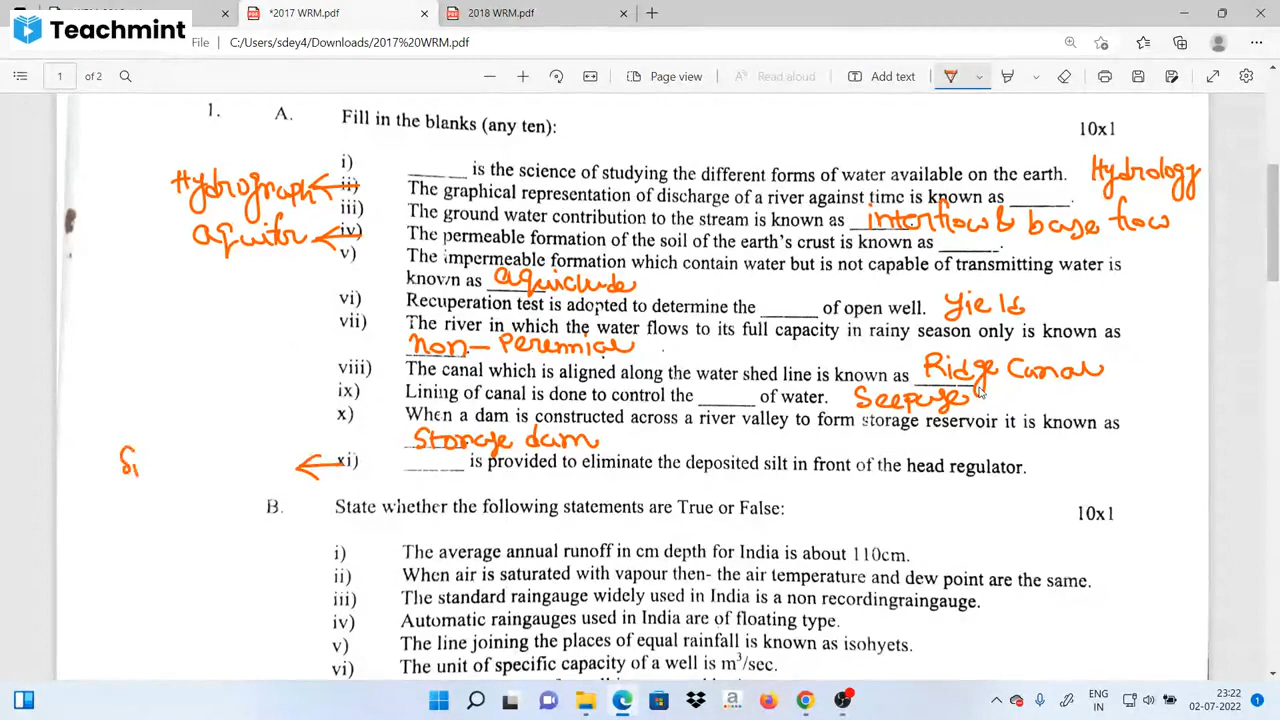 *2017 WRM.pdf
2018 WRM.pdf
Teachmint
File C:/Users/sdey4/Downloads/2017%20WRM.pdf
1 of 2 Page view Read aloud Add text
1. A. Fill in the blanks (any ten): 10x1
i) ______ is the science of studying the different forms of water available on the earth. Hydrology
Hydrograph ii) The graphical representation of discharge of a river against time is known as ______.
iii) The ground water contribution to the stream is known as interflow & base flow
aquifor iv) The permeable formation of the soil of the earth's crust is known as ______.
v) The impermeable formation which contain water but is not capable of transmitting water is
known as aquiclude
vi) Recuperation test is adopted to determine the ______ of open well. Yield
vii) The river in which the water flows to its full capacity in rainy season only is known as
non- Perennial
viii) The canal which is aligned along the water shed line is known as ______ Ridge Canal
ix) Lining of canal is done to control the ______ of water. Seepage
x) When a dam is constructed across a river valley to form storage reservoir it is known as
Storage dam
xi) ______ is provided to eliminate the deposited silt in front of the head regulator.
B. State whether the following statements are True or False: 10x1
i) The average annual runoff in cm depth for India is about 110cm.
ii) When air is saturated with vapour then- the air temperature and dew point are the same.
iii) The standard raingauge widely used in India is a non recordingraingauge.
iv) Automatic raingauges used in India are of floating type.
v) The line joining the places of equal rainfall is known as isohyets.
vi) The unit of specific capacity of a well is m³/sec.
ENG
IN
23:22
02-07-2022